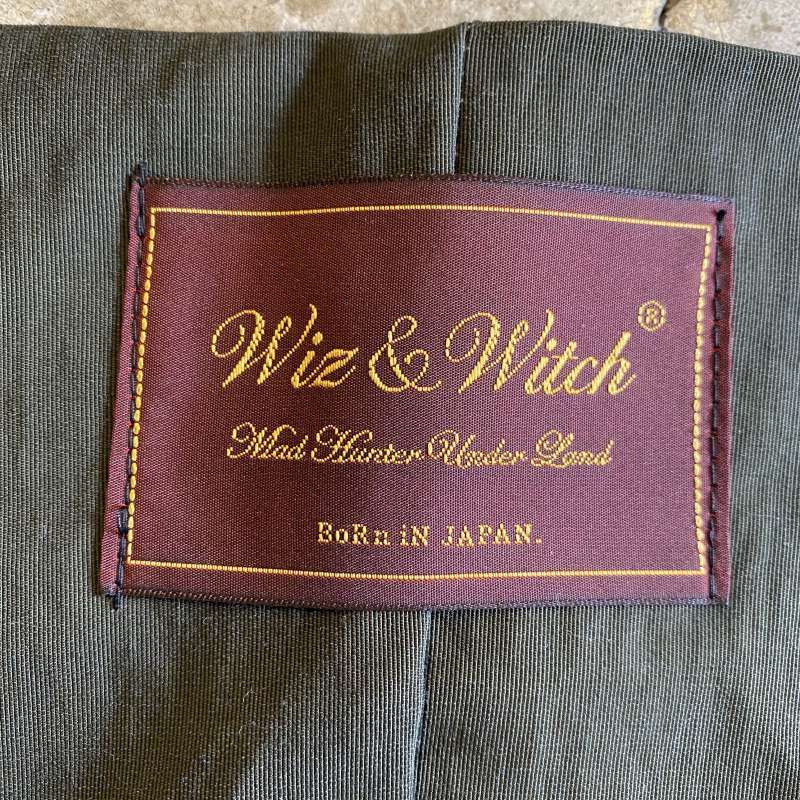 Wiz & Witch®
Mad Hunter Under Land
BoRn iN JAPAN.